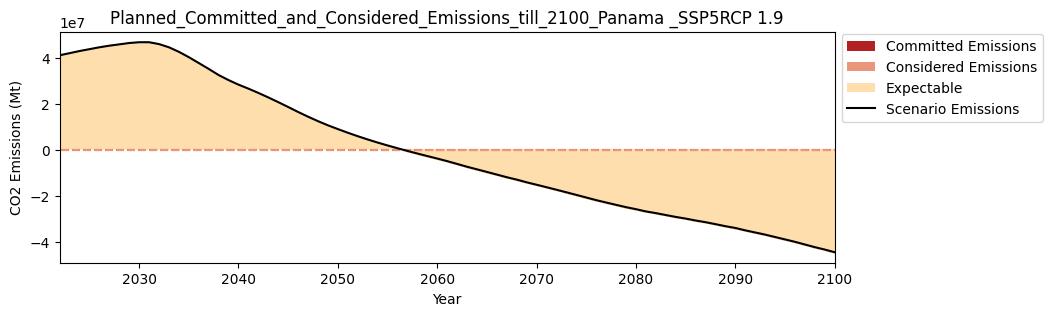 Planned_Committed_and_Considered_Emissions_till_2100_Panama _SSP5RCP 1.9
1e7
4
2
0
−2
−4
CO2 Emissions (Mt)
2030 2040 2050 2060 2070 2080 2090 2100
Year
Committed Emissions
Considered Emissions
Expectable
Scenario Emissions